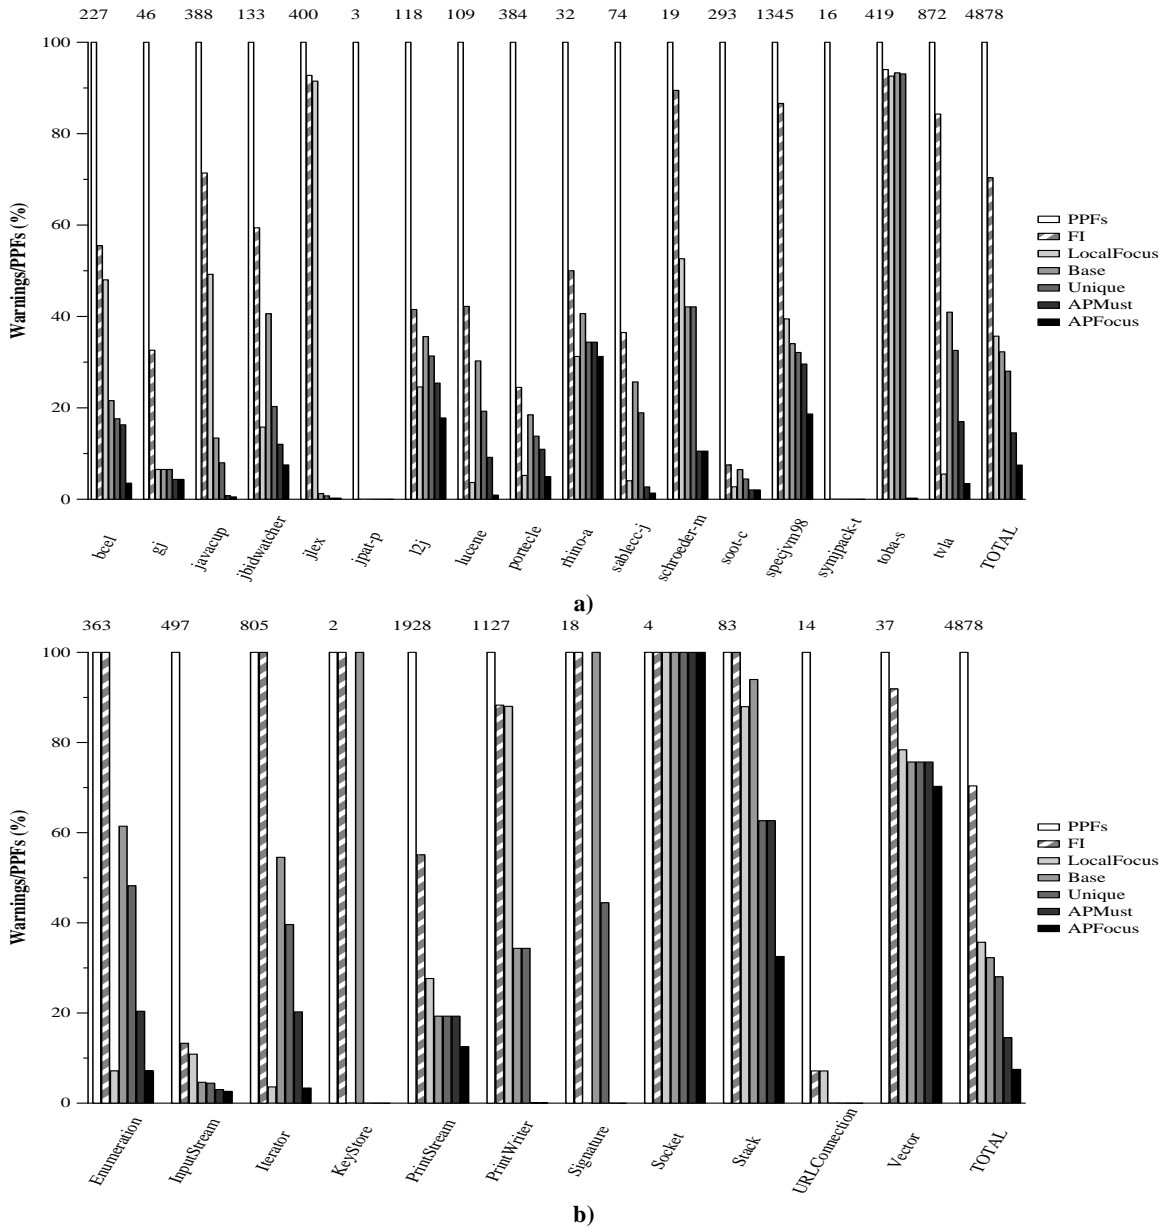 227 46 388 133 400 3 118 109 384 32 74 19 293 1345 16 419 872 4878
100
80
60
40
20
0
Warnings/PPFs (%)
PPFs
FI
LocalFocus
Base
Unique
APMust
APFocus
bcel gj javacup jbidwatcher jlex jpat-p l2j lucene portecle rhino-a sablecc-j schroeder-m soot-c specjvm98 symjpack-t toba-s tvla TOTAL
a)
363 497 805 2 1928 1127 18 4 83 14 37 4878
100
80
60
40
20
0
Warnings/PPFs (%)
PPFs
FI
LocalFocus
Base
Unique
APMust
APFocus
Enumeration InputStream Iterator KeyStore PrintStream PrintWriter Signature Socket Stack URLConnection Vector TOTAL
b)